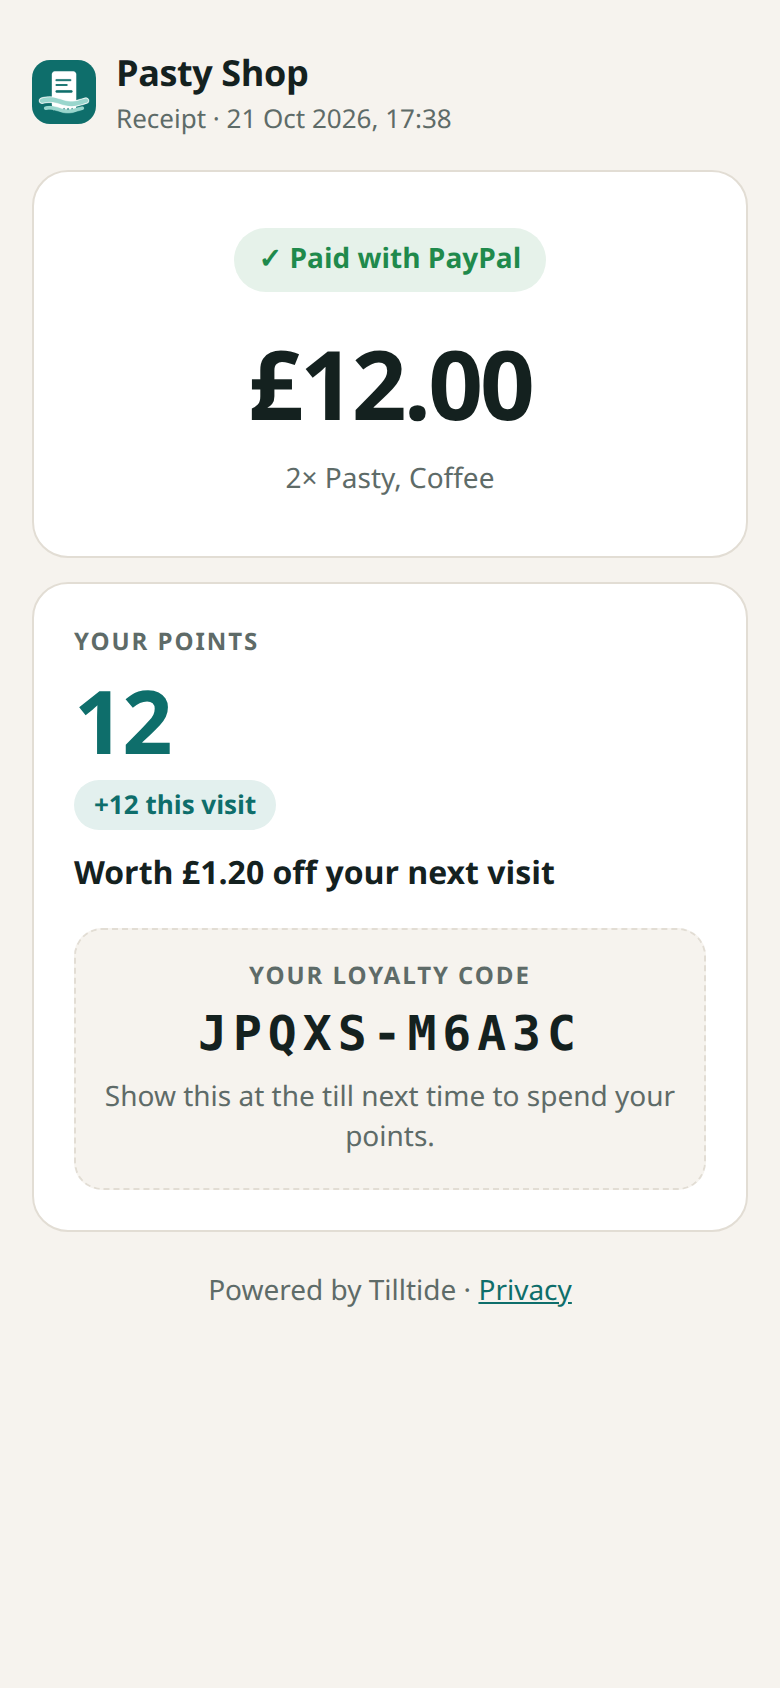 Pasty Shop
Receipt · 21 Oct 2026, 17:38
✓ Paid with PayPal
£12.00
2× Pasty, Coffee
YOUR POINTS
12
+12 this visit
Worth £1.20 off your next visit
YOUR LOYALTY CODE
JPQXS-M6A3C
Show this at the till next time to spend your
points.
Powered by Tilltide · Privacy